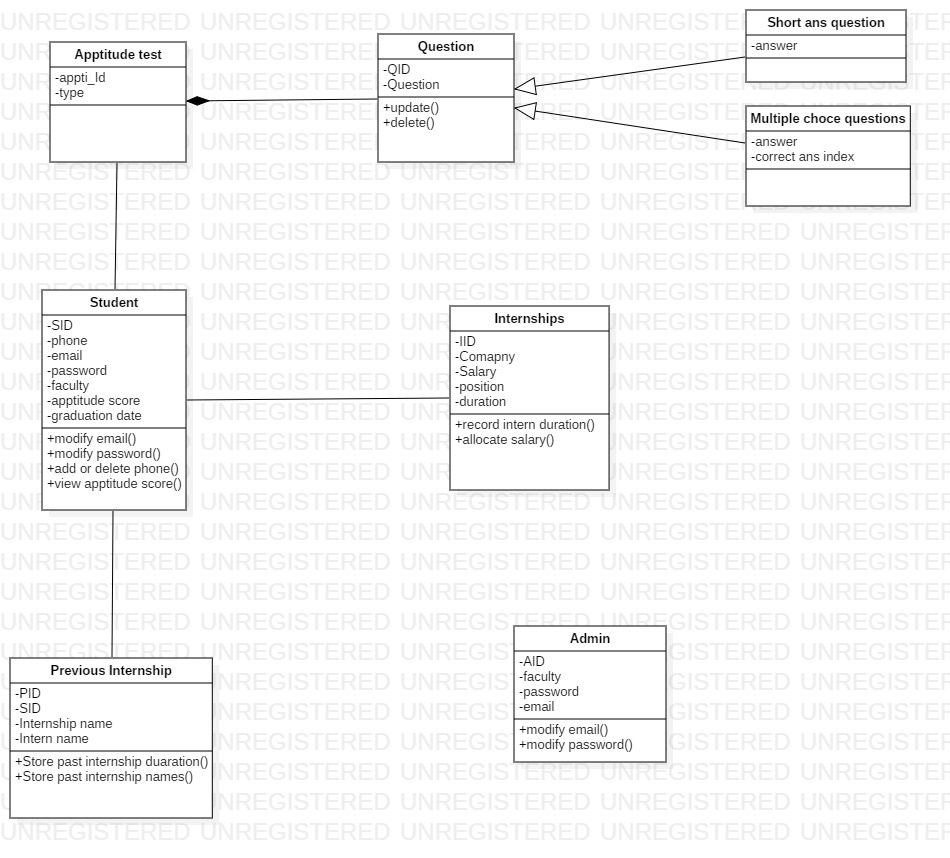 Apptitude test
-appti_Id
-type
Question
-QID
-Question
+update()
+delete()
Short ans question
-answer
Multiple choce questions
-answer
-correct ans index
Student
-SID
-phone
-email
-password
-faculty
-apptitude score
-graduation date
+modify email()
+modify password()
+add or delete phone()
+view apptitude score()
Internships
-IID
-Comapny
-Salary
-position
-duration
+record intern duration()
+allocate salary()
Previous Internship
-PID
-SID
-Internship name
-Intern name
+Store past internship duaration()
+Store past internship names()
Admin
-AID
-faculty
-password
-email
+modify email()
+modify password()
UNREGISTERED